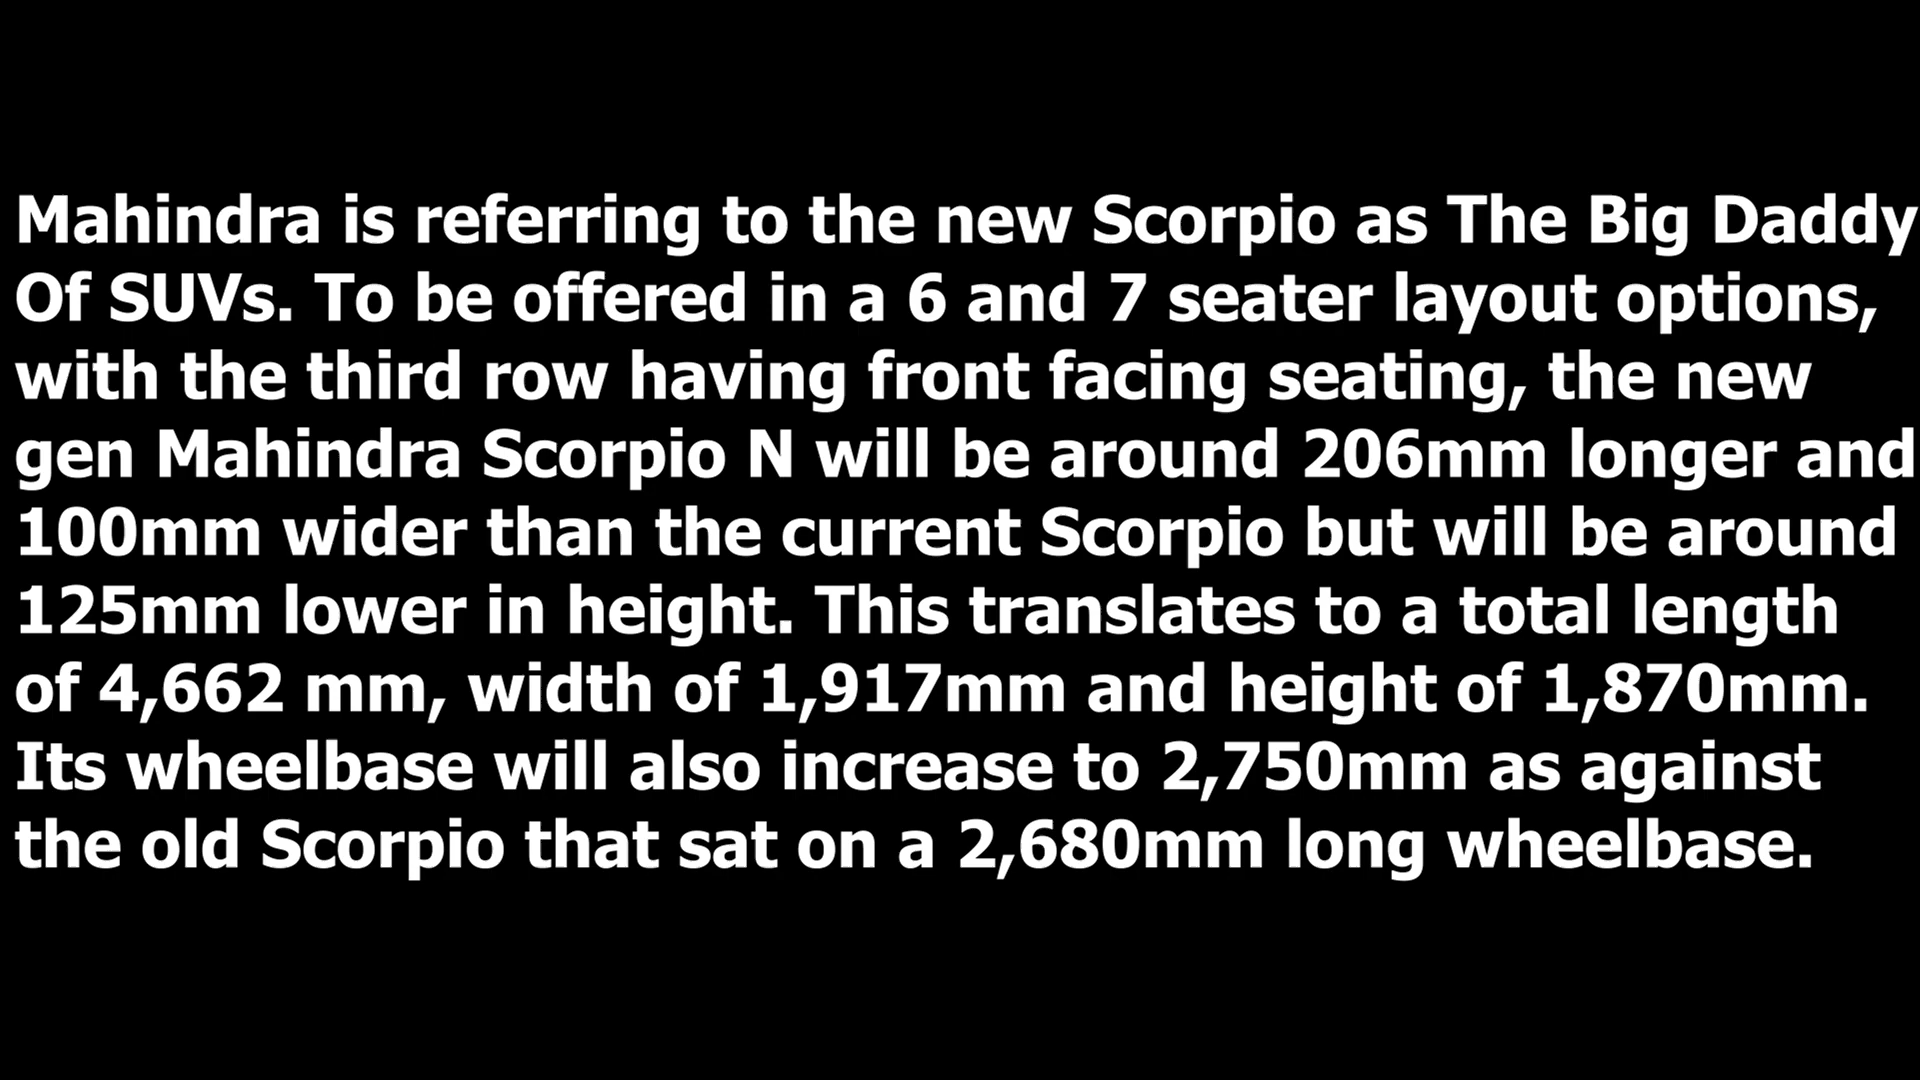 Mahindra is referring to the new Scorpio as The Big Daddy
Of SUVs. To be offered in a 6 and 7 seater layout options,
with the third row having front facing seating, the new
gen Mahindra Scorpio N will be around 206mm longer and
100mm wider than the current Scorpio but will be around
125mm lower in height. This translates to a total length
of 4,662 mm, width of 1,917mm and height of 1,870mm.
Its wheelbase will also increase to 2,750mm as against
the old Scorpio that sat on a 2,680mm long wheelbase.